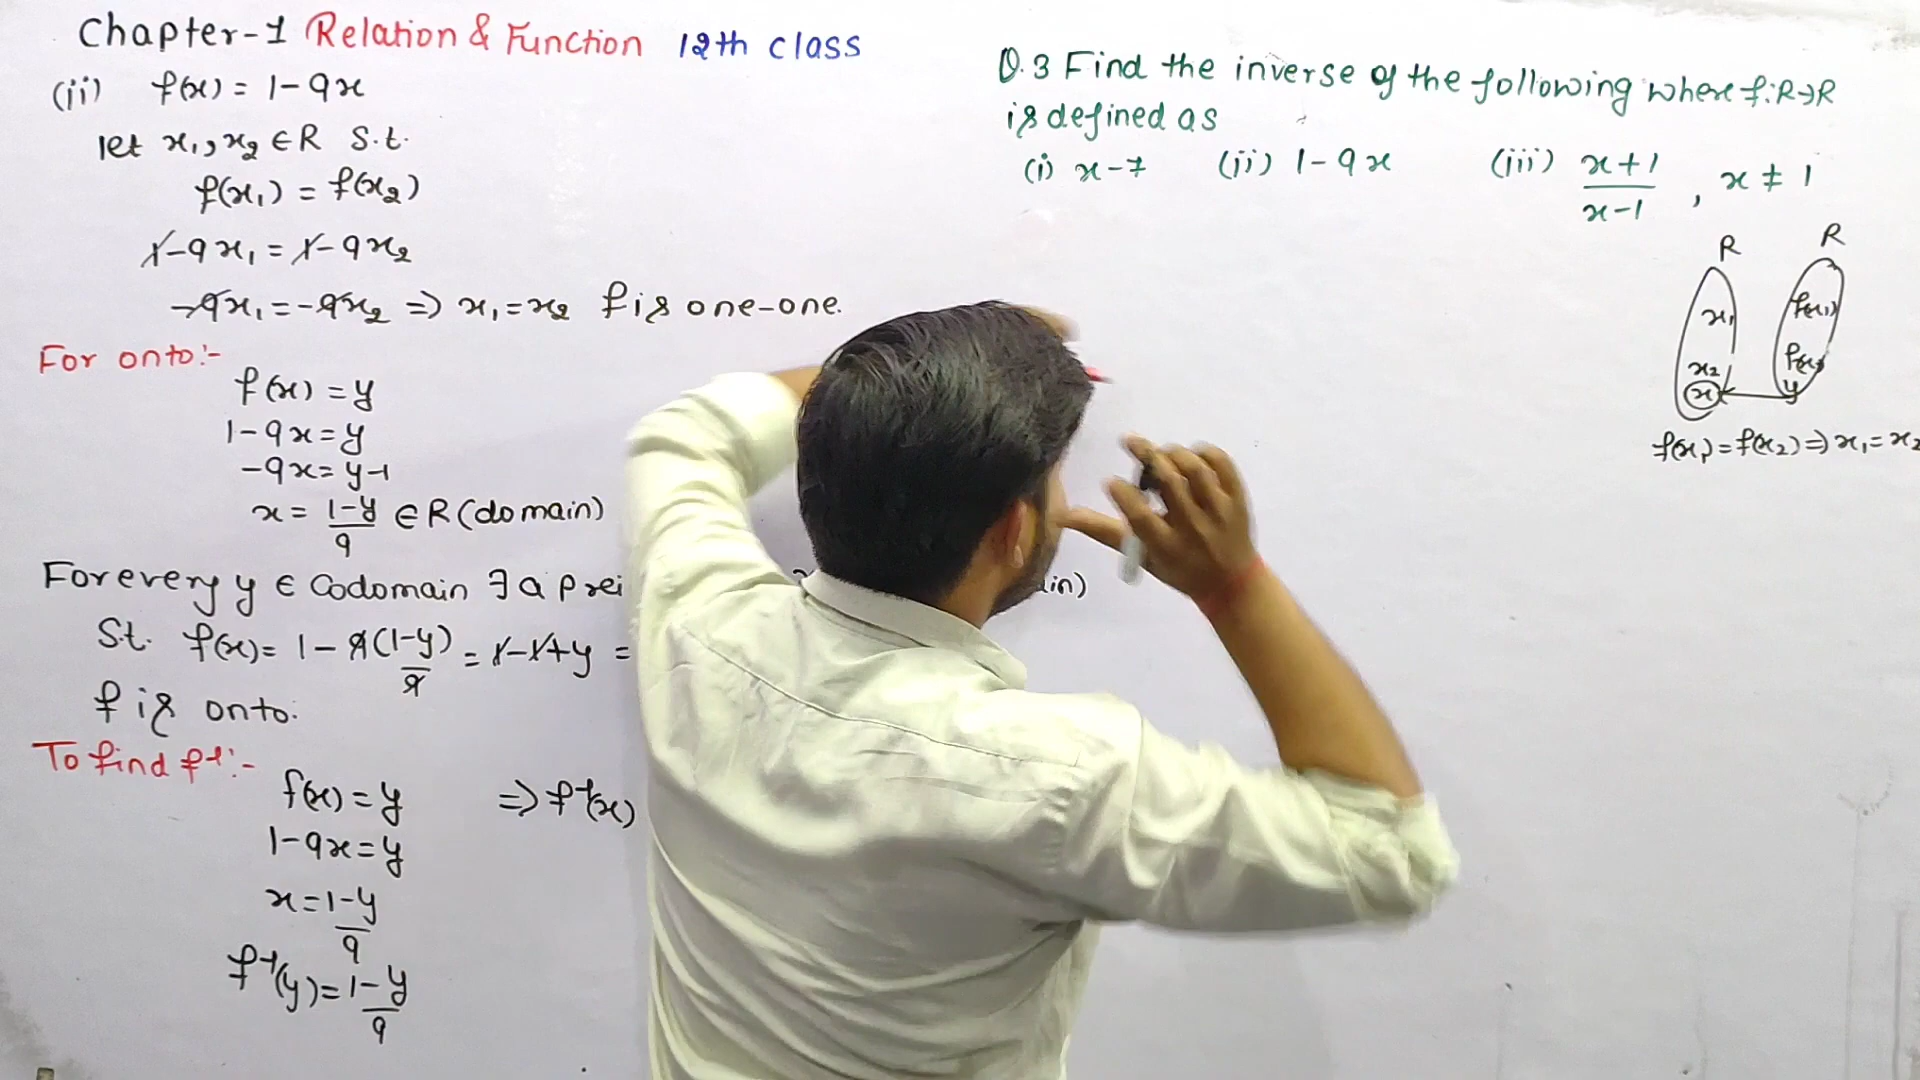 Chapter-1 Relation & Function 12th class
(ii) f(x) = 1-9x
let x₁, x₂ ∈ R s.t.
f(x₁) = f(x₂)
1-9x₁ = 1-9x₂
-9x₁ = -9x₂ => x₁ = x₂ f is one-one.
For onto:-
f(x) = y
1-9x = y
-9x = y-1
x = (1-y)/9 ∈ R (domain)
For every y ∈ Codomain ∃ a
St. f(x) = 1 - 9(1-y)/9 = 1-1+y =
f is onto.
To find f⁻¹:-
f(x) = y => f⁻¹(x)
1-9x = y
x = (1-y)/9
f⁻¹(y) = (1-y)/9
Q.3 Find the inverse of the following where f:R→R
is defined as
(i) x-7 (ii) 1-9x (iii) (x+1)/(x-1), x ≠ 1
R R
x₁ f(x₁)
x₂ f(x₂)
x y
f(x₁) = f(x₂) => x₁ = x₂